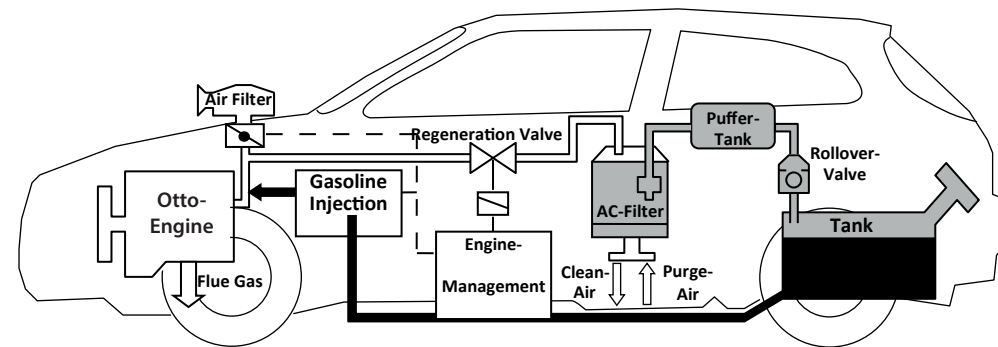 Air Filter
Regeneration Valve
Puffer-
Tank
Rollover-
Valve
Gasoline
Injection
Otto-
Engine
AC-Filter
Tank
Engine-
Management
Clean-
Air
Purge-
Air
Flue Gas